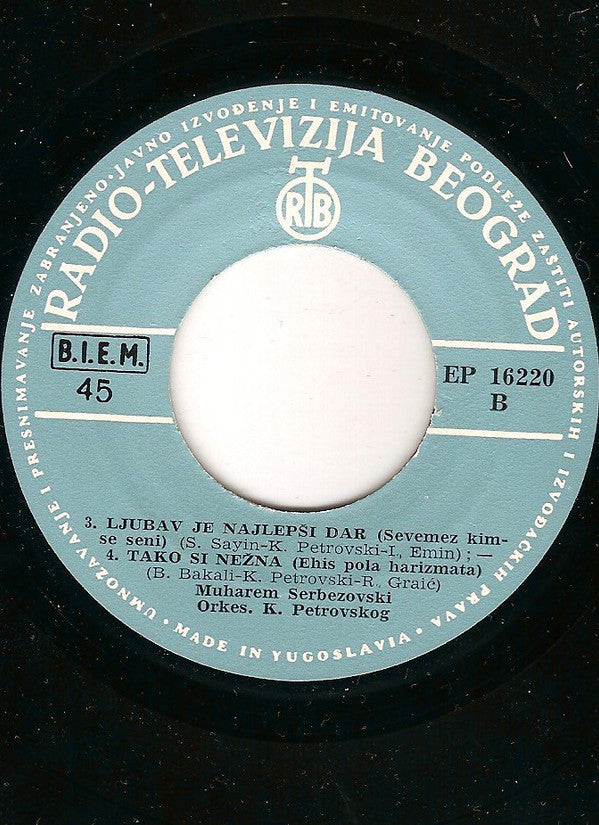 UMNOŽAVANJE I PRESNIMAVANJE ZABRANJENO·JAVNO IZVOĐENJE I EMITOVANJE PODLEŽE ZAŠTITI AUTORSKIH I IZVOĐAČKIH PRAVA·
RADIO-TELEVIZIJA BEOGRAD
RTB
B.I.E.M.
45
EP 16220
B
3. LJUBAV JE NAJLEPŠI DAR (Sevemez kim-
se seni) (S. Sayin-K. Petrovski-I., Emin) ; —
4. TAKO SI NEŽNA (Ehis pola harizmata)
(B. Bakali-K. Petrovski-R. Graić)
Muharem Serbezovski
Orkes. K. Petrovskog
MADE IN YUGOSLAVIA·